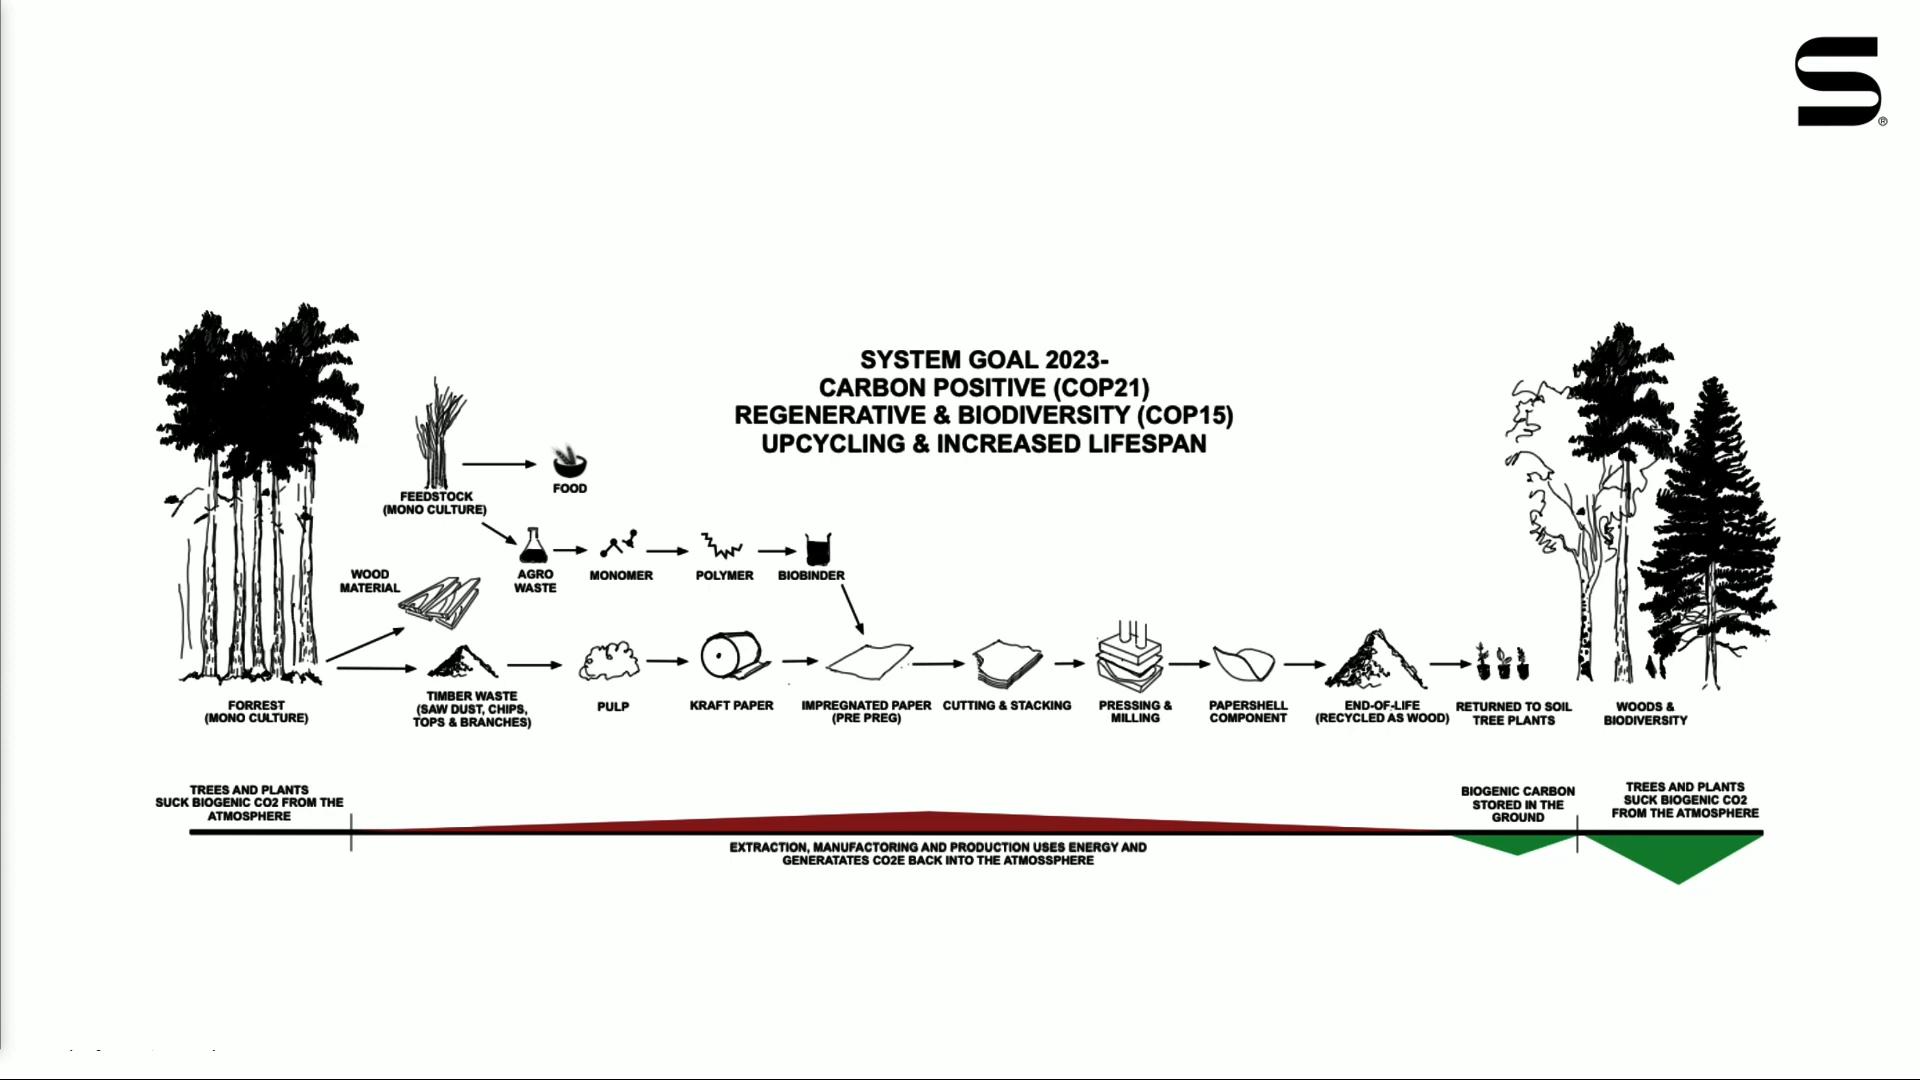 S
®
SYSTEM GOAL 2023-
CARBON POSITIVE (COP21)
REGENERATIVE & BIODIVERSITY (COP15)
UPCYCLING & INCREASED LIFESPAN
FEEDSTOCK
(MONO CULTURE)
FOOD
AGRO
WASTE
MONOMER
POLYMER
BIOBINDER
WOOD
MATERIAL
FORREST
(MONO CULTURE)
TIMBER WASTE
(SAW DUST, CHIPS,
TOPS & BRANCHES)
PULP
KRAFT PAPER
IMPREGNATED PAPER
(PRE PREG)
CUTTING & STACKING
PRESSING &
MILLING
PAPERSHELL
COMPONENT
END-OF-LIFE
(RECYCLED AS WOOD)
RETURNED TO SOIL
TREE PLANTS
WOODS &
BIODIVERSITY
TREES AND PLANTS
SUCK BIOGENIC CO2 FROM THE
ATMOSPHERE
EXTRACTION, MANUFACTORING AND PRODUCTION USES ENERGY AND
GENERATATES CO2E BACK INTO THE ATMOSSPHERE
BIOGENIC CARBON
STORED IN THE
GROUND
TREES AND PLANTS
SUCK BIOGENIC CO2
FROM THE ATMOSPHERE